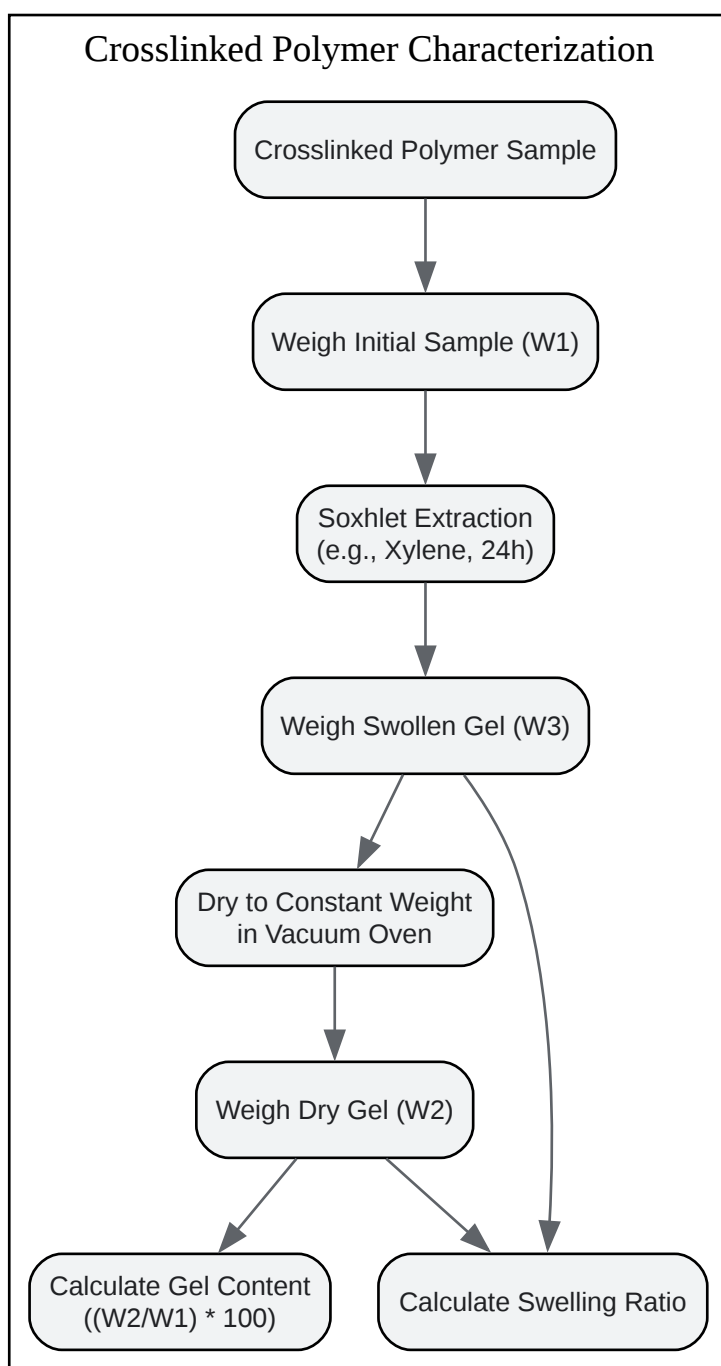 Crosslinked Polymer Characterization
Crosslinked Polymer Sample
Weigh Initial Sample (W1)
Soxhlet Extraction
(e.g., Xylene, 24h)
Weigh Swollen Gel (W3)
Dry to Constant Weight
in Vacuum Oven
Weigh Dry Gel (W2)
Calculate Gel Content
((W2/W1) * 100)
Calculate Swelling Ratio